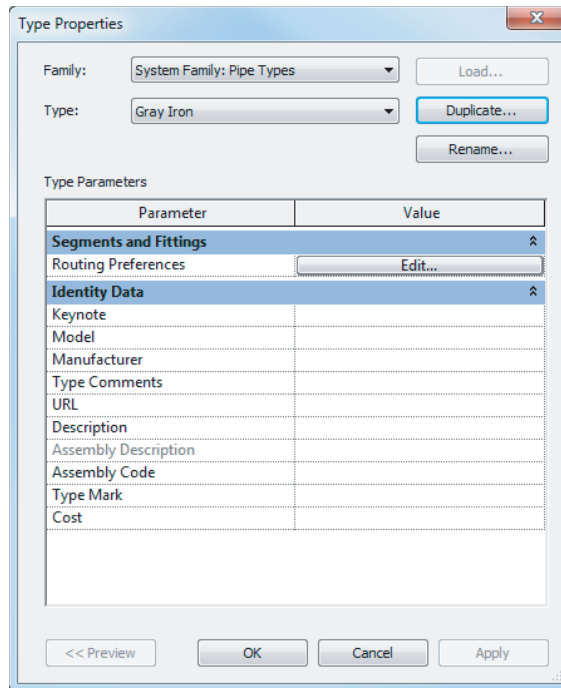 Type Properties
Family: System Family: Pipe Types Load...
Type: Gray Iron Duplicate...
Rename...
Type Parameters
Parameter Value
Segments and Fittings
Routing Preferences Edit...
Identity Data
Keynote
Model
Manufacturer
Type Comments
URL
Description
Assembly Description
Assembly Code
Type Mark
Cost
<< Preview OK Cancel Apply